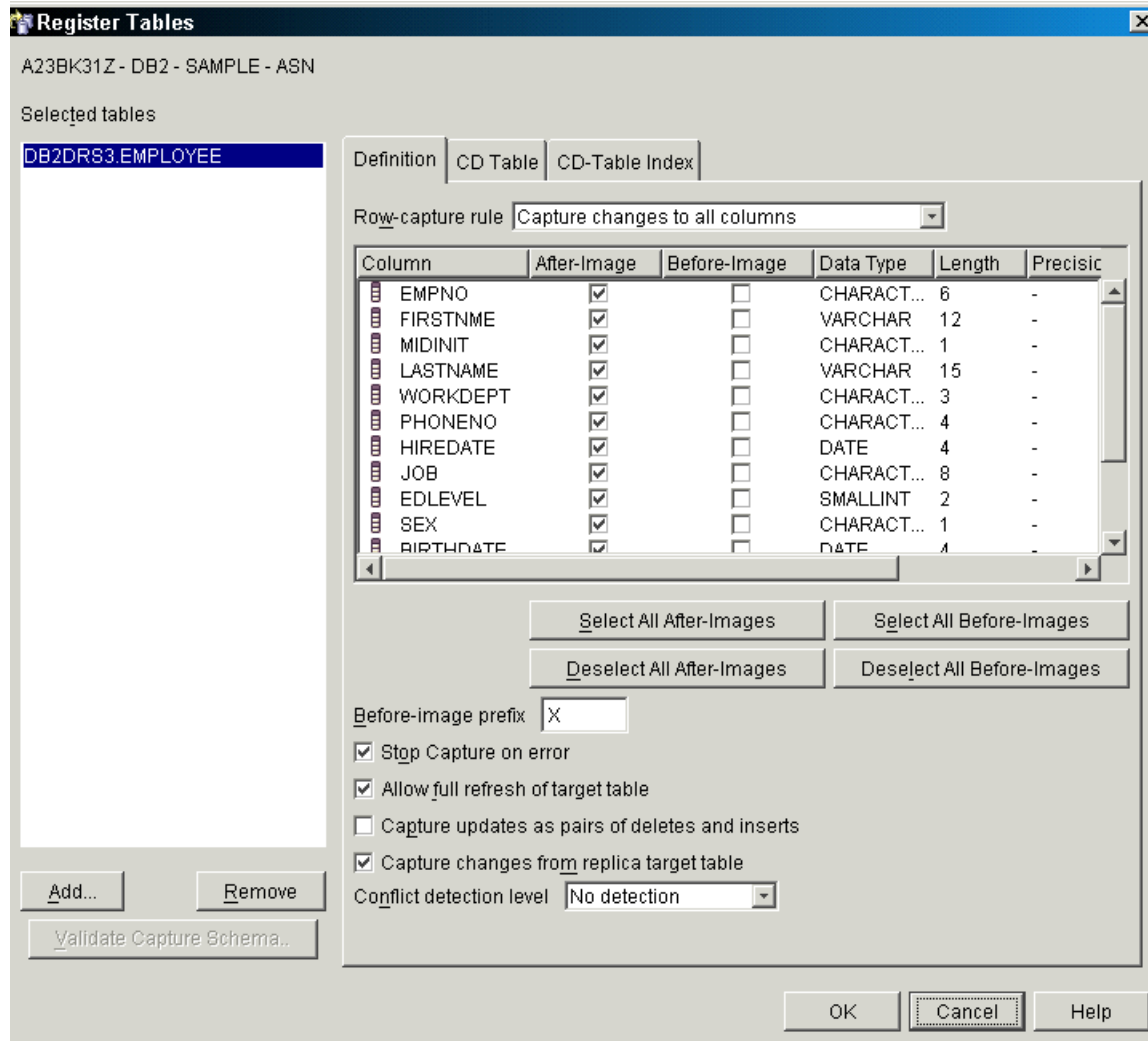 Register Tables
A23BK31Z - DB2 - SAMPLE - ASN
Selected tables
DB2DRS3.EMPLOYEE
Definition CD Table CD-Table Index
Row-capture rule Capture changes to all columns
Column After-Image Before-Image Data Type Length Precisic
EMPNO CHARACT... 6 -
FIRSTNME VARCHAR 12 -
MIDINIT CHARACT... 1 -
LASTNAME VARCHAR 15 -
WORKDEPT CHARACT... 3 -
PHONENO CHARACT... 4 -
HIREDATE DATE 4 -
JOB CHARACT... 8 -
EDLEVEL SMALLINT 2 -
SEX CHARACT... 1 -
BIRTHDATE DATE 4 -
Select All After-Images Select All Before-Images
Deselect All After-Images Deselect All Before-Images
Before-image prefix X
Stop Capture on error
Allow full refresh of target table
Capture updates as pairs of deletes and inserts
Capture changes from replica target table
Conflict detection level No detection
Add... Remove
Validate Capture Schema..
OK Cancel Help